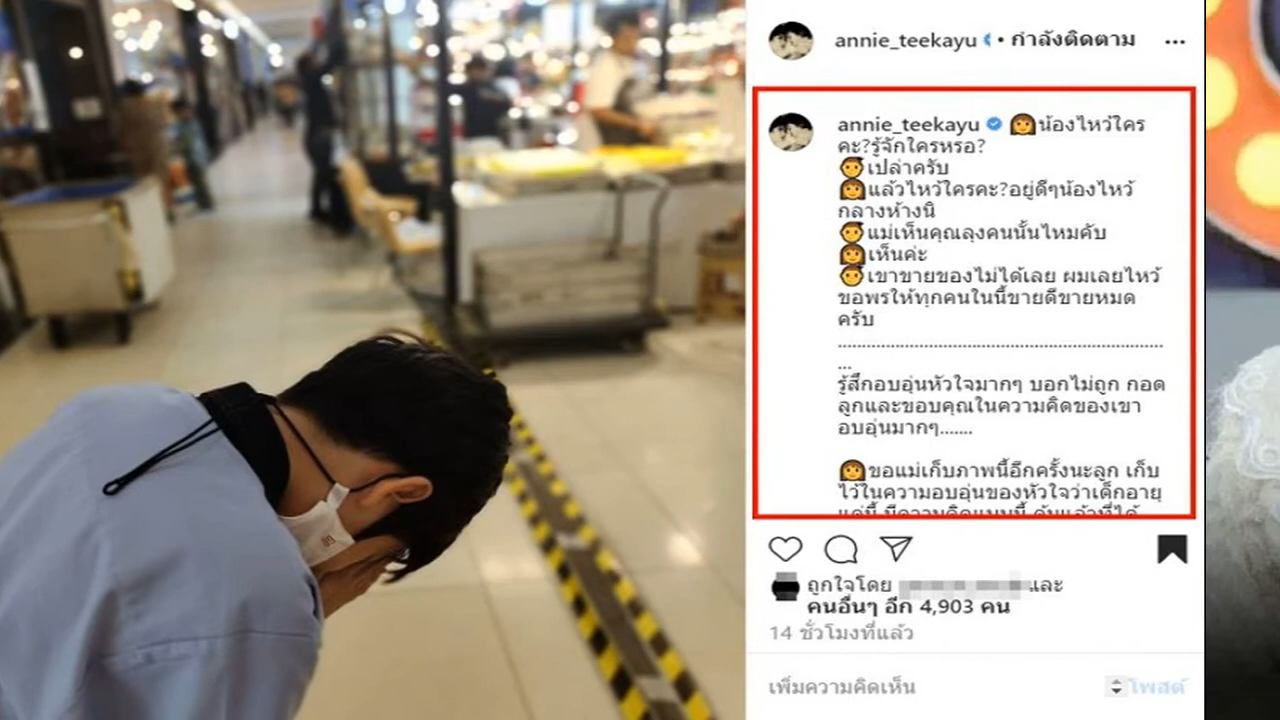 annie_teekayu • กำลังติดตาม ...
annie_teekayu 👩น้องไหว้ใคร
คะ?รู้จักใครหรอ?
👦เปล่าครับ
👩แล้วไหว้ใครคะ?อยู่ดีๆน้องไหว้
กลางห้างนิ
👦แม่เห็นคุณลุงคนนั้นไหมคับ
👩เห็นค่ะ
👦เขาขายของไม่ได้เลย ผมเลยไหว้
ขอพรให้ทุกคนในนี้ขายดีขายหมด
ครับ
.....................................................................
...
รู้สึกอบอุ่นหัวใจมากๆ บอกไม่ถูก กอด
ลูกและขอบคุณในความคิดของเขา
อบอุ่นมากๆ.......
👩ขอแม่เก็บภาพนี้อีกครั้งนะลูก เก็บ
ไว้ในความอบอุ่นของหัวใจว่าเด็กอายุ
ถูกใจโดย และ
คนอื่นๆ อีก 4,903 คน
14 ชั่วโมงที่แล้ว
เพิ่มความคิดเห็น โพสต์